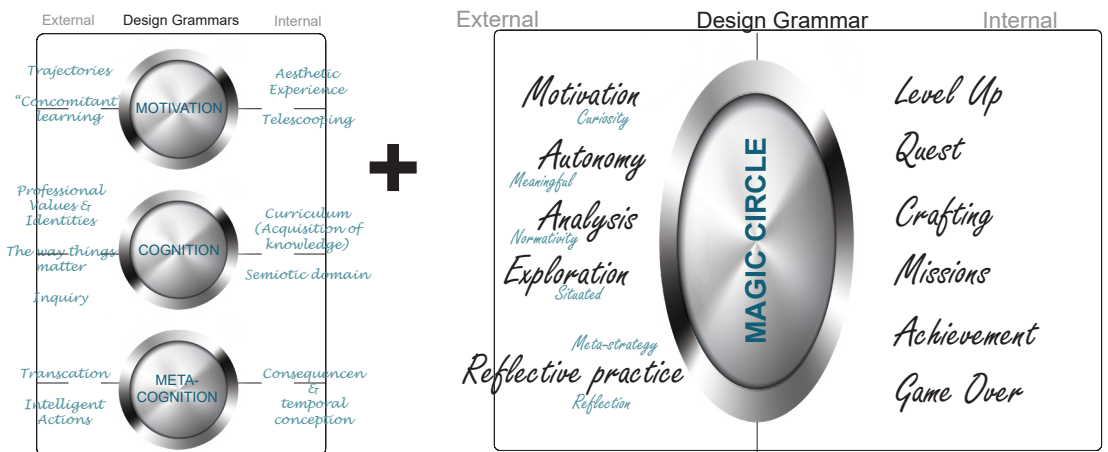 External
Design Grammars
Internal
Trajectories
“Concomitant
learning
MOTIVATION
Aesthetic
Experience
Telescooping
Professional
Values &
Identities
The way things
matter
Inquiry
COGNITION
Curriculum
(Acquisition of
knowledge)
Semiotic domain
Transcation
Intelligent
Actions
META-
COGNITION
Consequencen
&
temporal
conception
+
External
Design Grammar
Internal
Motivation
Curiosity
Autonomy
Meaningful
Analysis
Normativity
Exploration
Situated
Meta-strategy
Reflective practice
Reflection
MAGIC CIRCLE
Level Up
Quest
Crafting
Missions
Achievement
Game Over